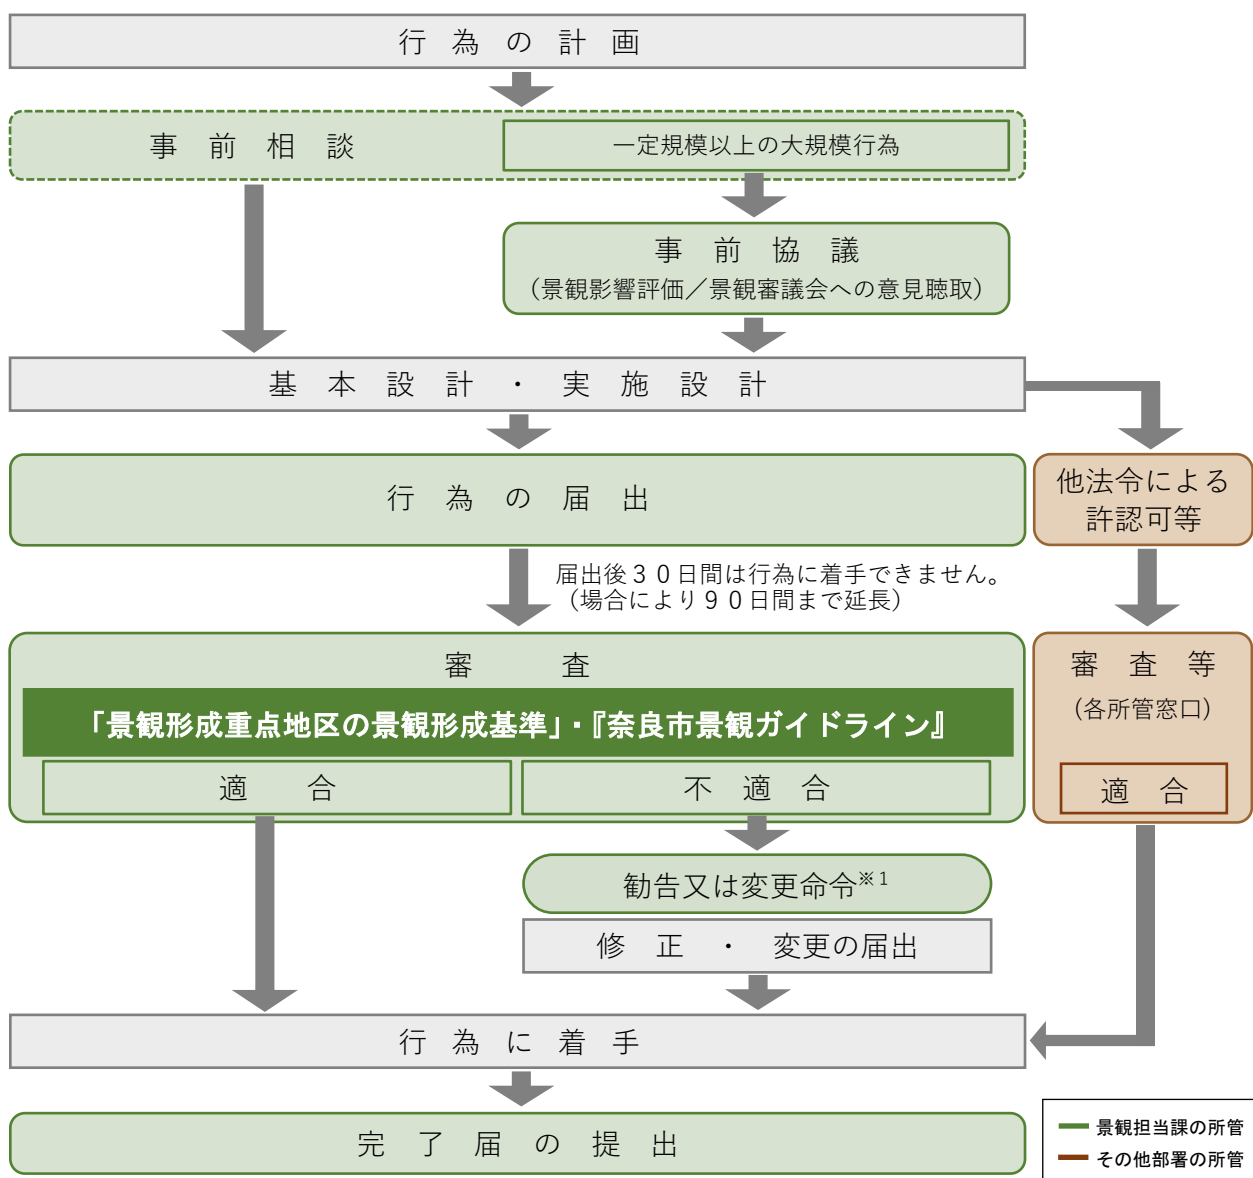 行為の計画
事前相談
一定規模以上の大規模行為
事前協議
（景観影響評価／景観審議会への意見聴取）
基本設計・実施設計
行為の届出
他法令による
許認可等
届出後３０日間は行為に着手できません。
（場合により９０日間まで延長）
審査
「景観形成重点地区の景観形成基準」・『奈良市景観ガイドライン』
適合
不適合
審査等
（各所管窓口）
適合
勧告又は変更命令※1
修正・変更の届出
行為に着手
完了届の提出
景観担当課の所管
その他部署の所管